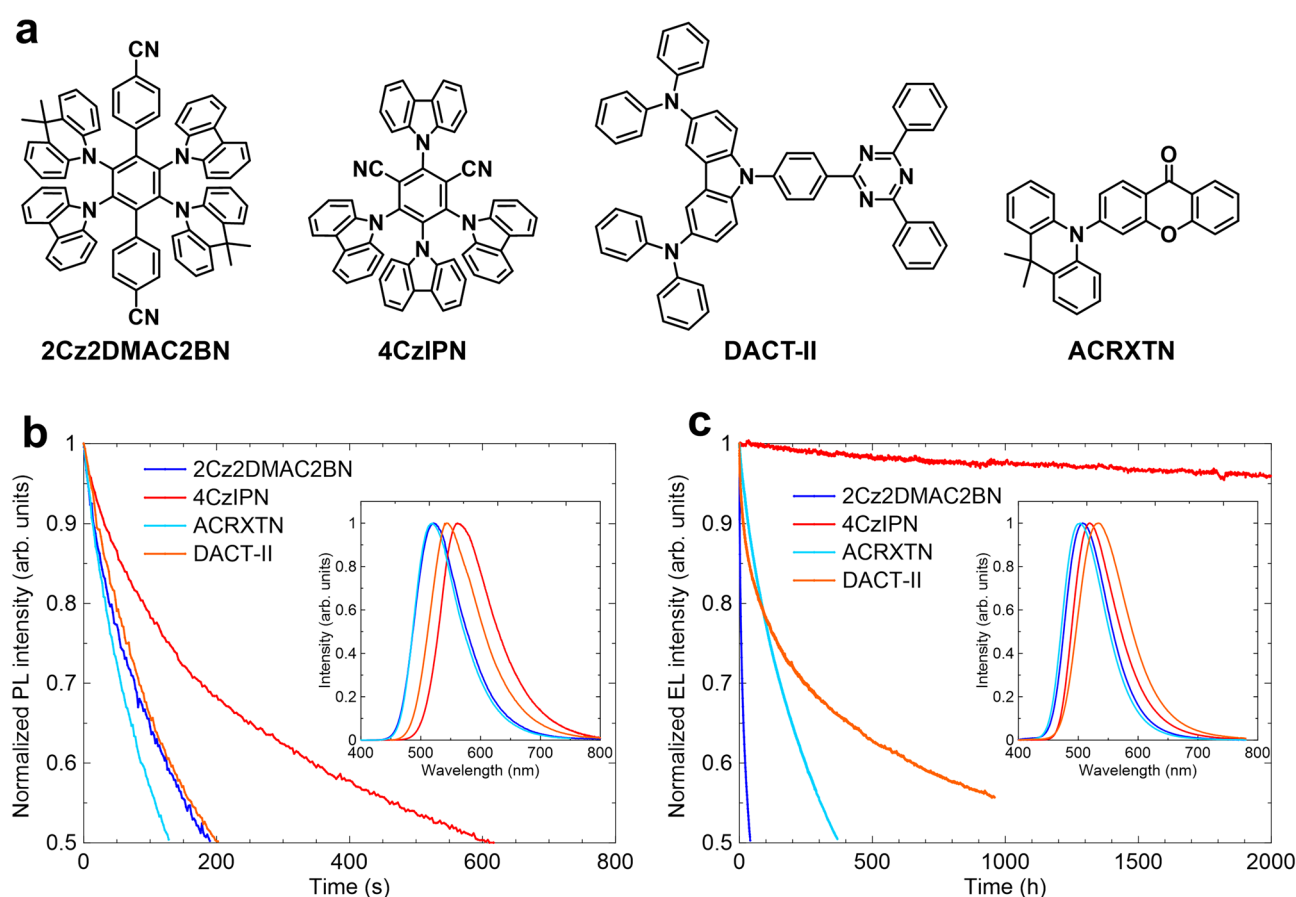 a
CN
N
N
N
N
CN
2Cz2DMAC2BN
N
NC
CN
N
N
N
4CzIPN
N
N
N
N
N
N
N
DACT-II
O
N
O
ACRXTN
b
Normalized PL intensity (arb. units)
1
0.9
0.8
0.7
0.6
0.5
0
200
400
600
800
Time (s)
2Cz2DMAC2BN
4CzIPN
ACRXTN
DACT-II
Intensity (arb. units)
1
0.8
0.6
0.4
0.2
0
400
500
600
700
800
Wavelength (nm)
c
Normalized EL intensity (arb. units)
1
0.9
0.8
0.7
0.6
0.5
0
500
1000
1500
2000
Time (h)
2Cz2DMAC2BN
4CzIPN
ACRXTN
DACT-II
Intensity (arb. units)
1
0.8
0.6
0.4
0.2
0
400
500
600
700
800
Wavelength (nm)